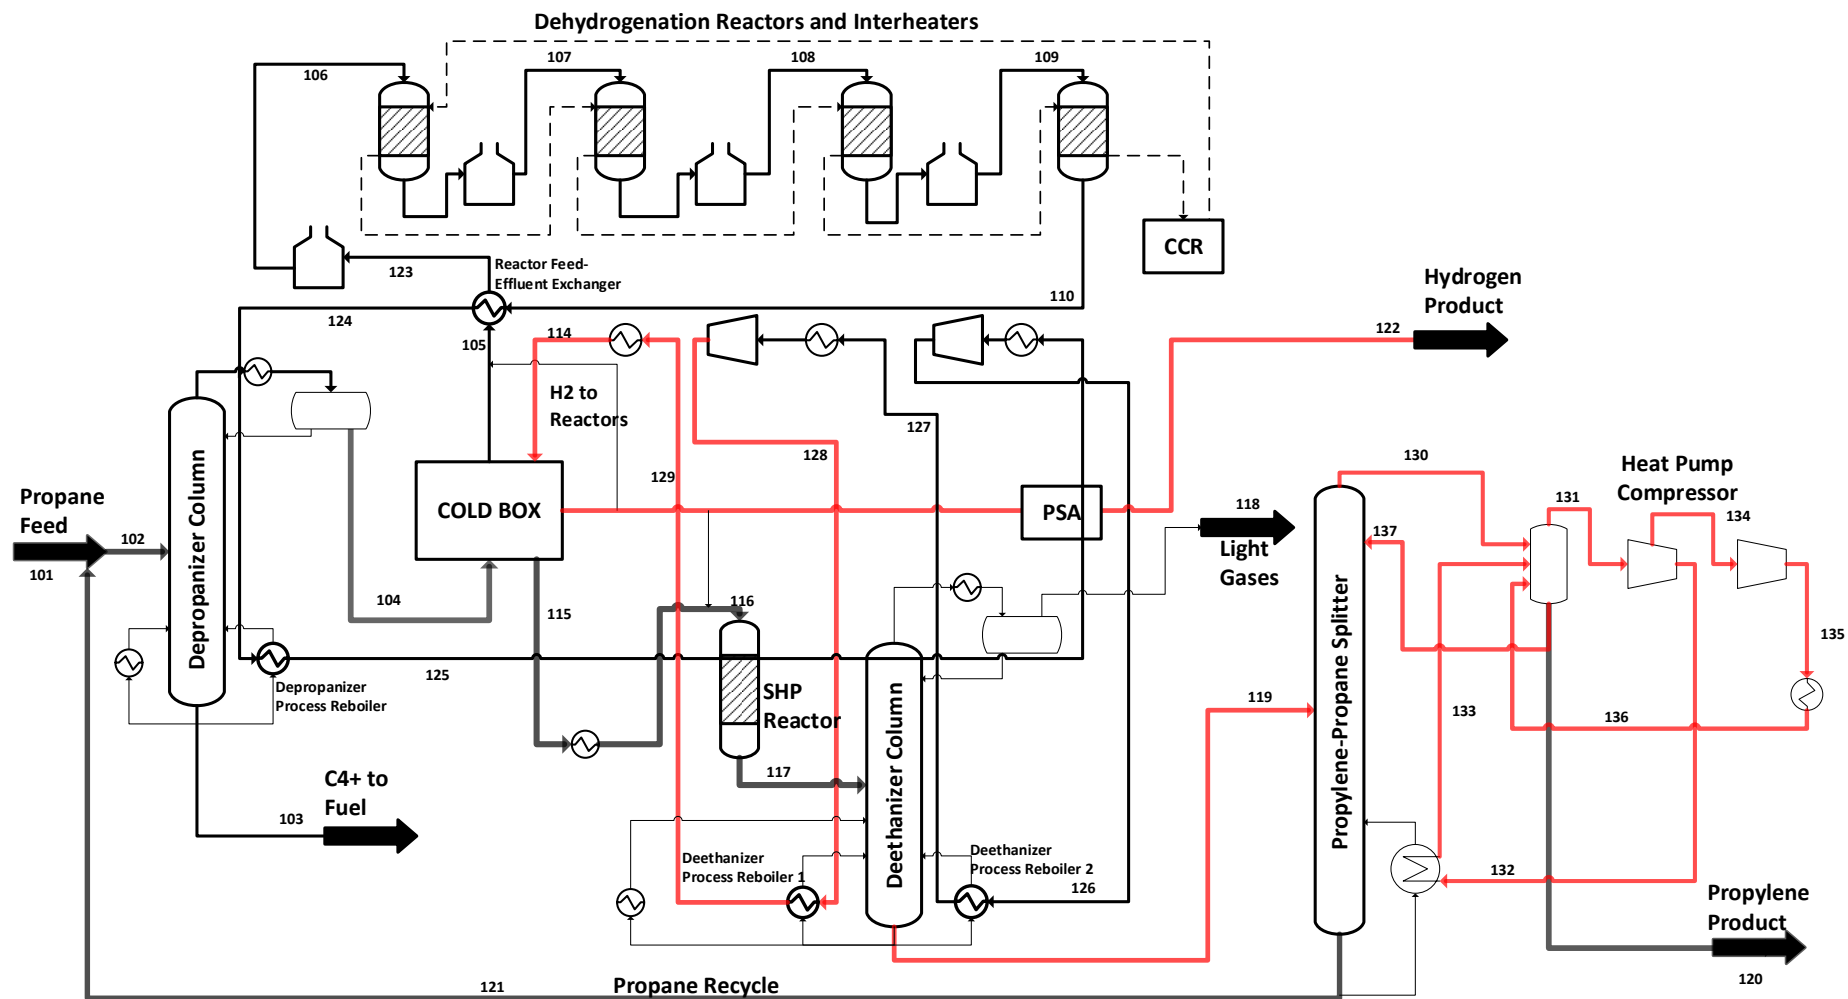 Dehydrogenation Reactors and Interheaters
106
107
108
109
CCR
123
Reactor Feed-
Effluent Exchanger
110
124
105
114
122
Hydrogen
Product
H2 to
Reactors
127
128
129
130
131
134
Heat Pump
Compressor
Propane
Feed
101
102
Depropanizer Column
104
COLD BOX
PSA
118
Light
Gases
137
115
116
125
Depropanizer
Process Reboiler
SHP
Reactor
117
Deethanizer Column
119
Propylene-Propane Splitter
133
135
136
C4+ to
Fuel
103
Deethanizer
Process Reboiler 1
Deethanizer
Process Reboiler 2
126
132
Propylene
Product
120
121
Propane Recycle